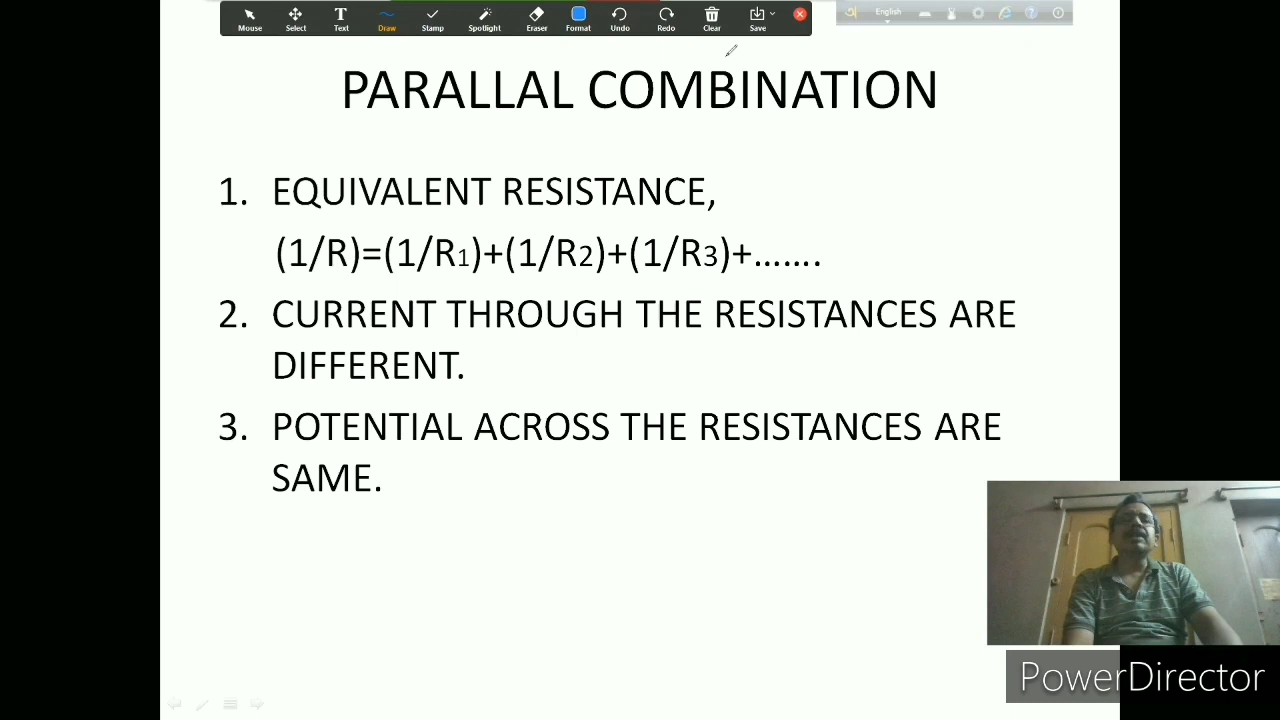 Mouse Select Text Draw Stamp Spotlight Eraser Format Undo Redo Clear Save
English
PARALLAL COMBINATION
1. EQUIVALENT RESISTANCE,
(1/R)=(1/R1)+(1/R2)+(1/R3)+.......
2. CURRENT THROUGH THE RESISTANCES ARE
DIFFERENT.
3. POTENTIAL ACROSS THE RESISTANCES ARE
SAME.
PowerDirector